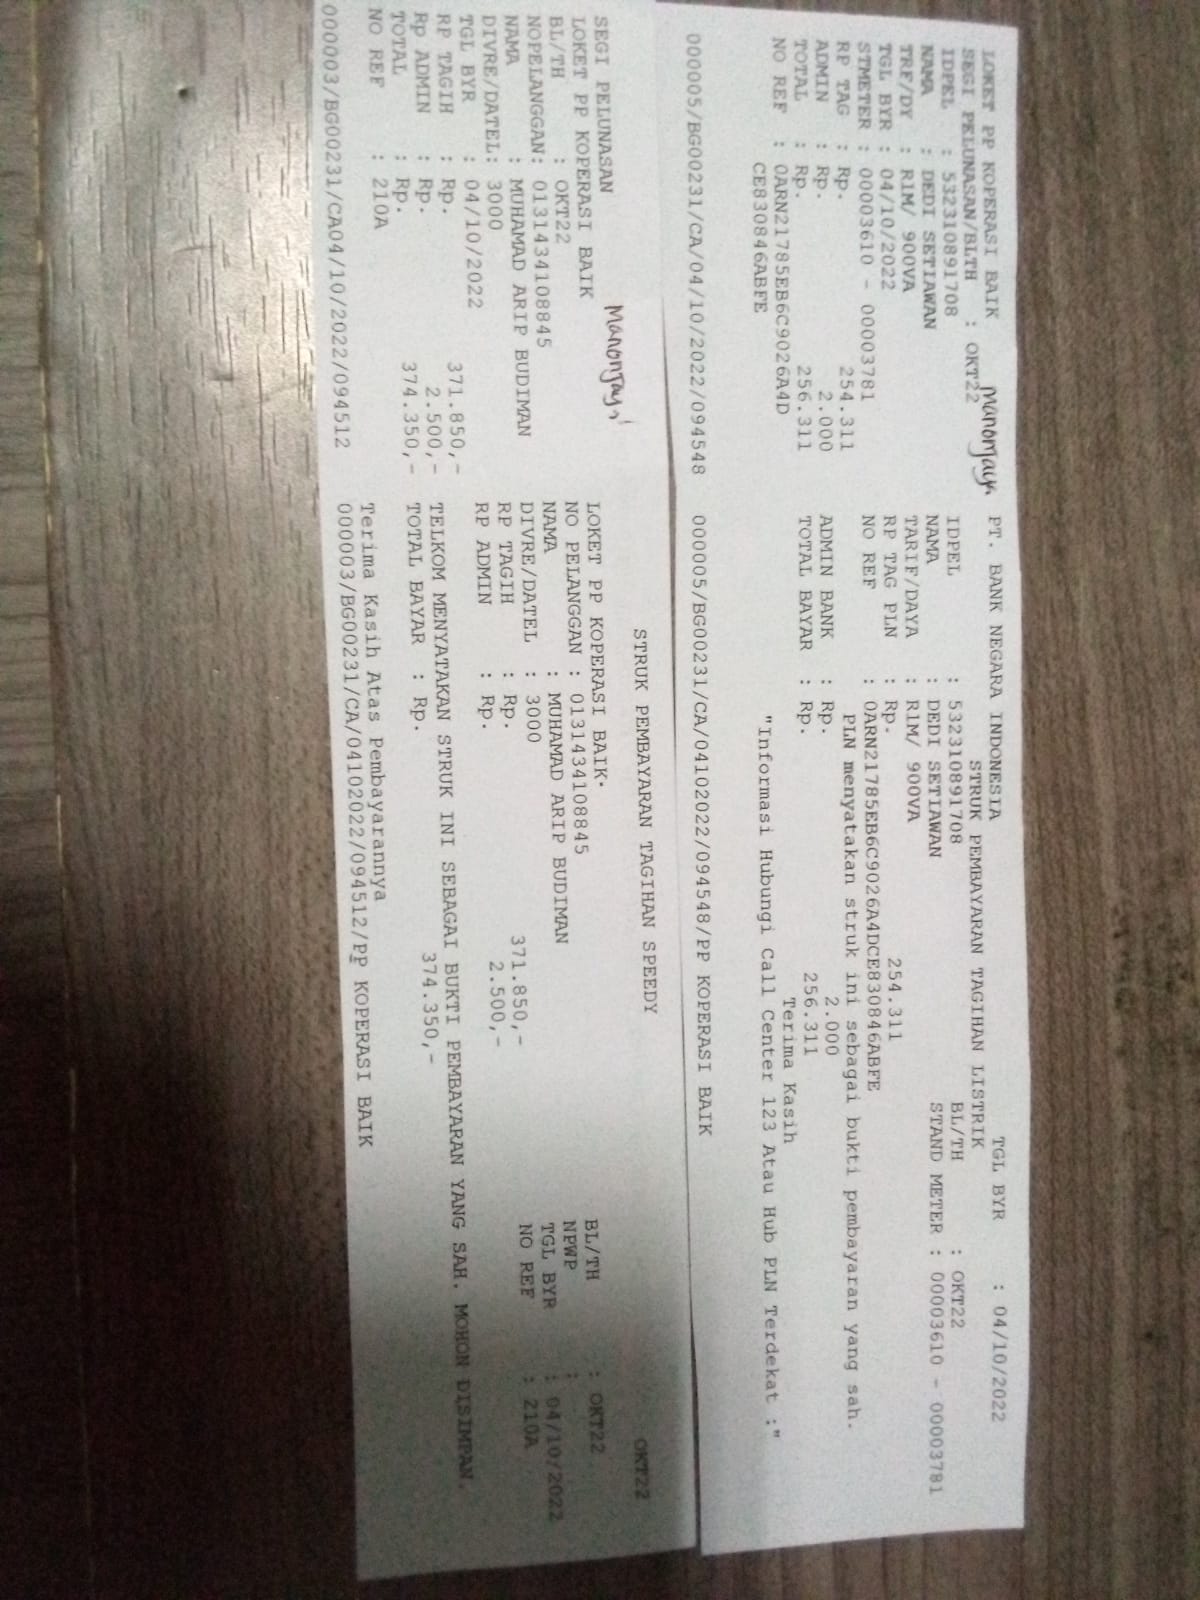 LOKET PP KOPERASI BAIK
SEGI PELUNASAN/BLTH : OKT22
Manonjaya
IDPEL : 532310891708
NAMA : DEDI SETIAWAN
TRF/DY : R1M/ 900VA
TGL BYR : 04/10/2022
STMETER : 00003610 - 00003781
RP TAG : Rp. 254.311
ADMIN : Rp. 2.000
TOTAL : Rp. 256.311
NO REF : 0ARN21785EB6C9026A4D
CE830846ABFE
000005/BG00231/CA/04/10/2022/094548
PT. BANK NEGARA INDONESIA TGL BYR : 04/10/2022
STRUK PEMBAYARAN TAGIHAN LISTRIK
IDPEL : 532310891708 BL/TH : OKT22
NAMA : DEDI SETIAWAN STAND METER : 00003610 - 00003781
TARIF/DAYA : R1M/ 900VA
RP TAG PLN : Rp. 254.311
NO REF : 0ARN21785EB6C9026A4DCE830846ABFE
PLN menyatakan struk ini sebagai bukti pembayaran yang sah.
ADMIN BANK : Rp. 2.000
TOTAL BAYAR : Rp. 256.311
Terima Kasih
"Informasi Hubungi Call Center 123 Atau Hub PLN Terdekat :"
000005/BG00231/CA/04102022/094548/PP KOPERASI BAIK
SEGI PELUNASAN
Manonjaya
LOKET PP KOPERASI BAIK
BL/TH : OKT22
NOPELANGGAN: 013143410 8845
NAMA : MUHAMAD ARIP BUDIMAN
DIVRE/DATEL: 3000
TGL BYR : 04/10/2022
RP TAGIH : Rp. 371.850,-
Rp ADMIN : Rp. 2.500,-
TOTAL : Rp. 374.350,-
NO REF : 210A
000003/BG00231/CA04/10/2022/094512
STRUK PEMBAYARAN TAGIHAN SPEEDY OKT22
LOKET PP KOPERASI BAIK- BL/TH : OKT22
NO PELANGGAN : 0131434108845 NPWP :
NAMA : MUHAMAD ARIP BUDIMAN TGL BYR : 04/10/2022
DIVRE/DATEL : 3000 NO REF : 210A
RP TAGIH : Rp. 371.850,-
RP ADMIN : Rp. 2.500,-
TELKOM MENYATAKAN STRUK INI SEBAGAI BUKTI PEMBAYARAN YANG SAH. MOHON DISIMPAN.
TOTAL BAYAR : Rp. 374.350,-
Terima Kasih Atas Pembayarannya
000003/BG00231/CA/04102022/094512/PP KOPERASI BAIK